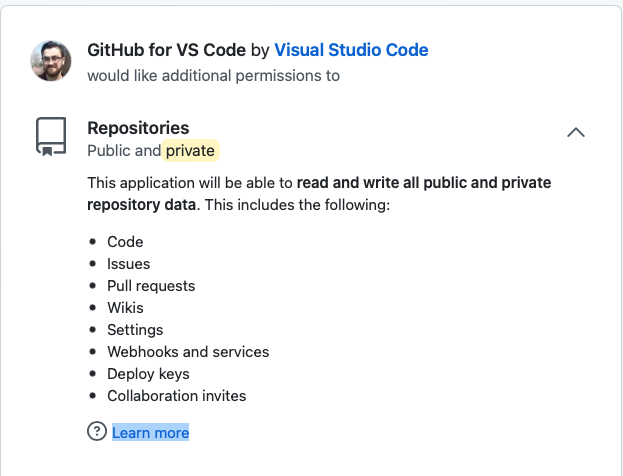 GitHub for VS Code by Visual Studio Code
would like additional permissions to
Repositories
Public and private
This application will be able to read and write all public and private
repository data. This includes the following:
Code
Issues
Pull requests
Wikis
Settings
Webhooks and services
Deploy keys
Collaboration invites
Learn more